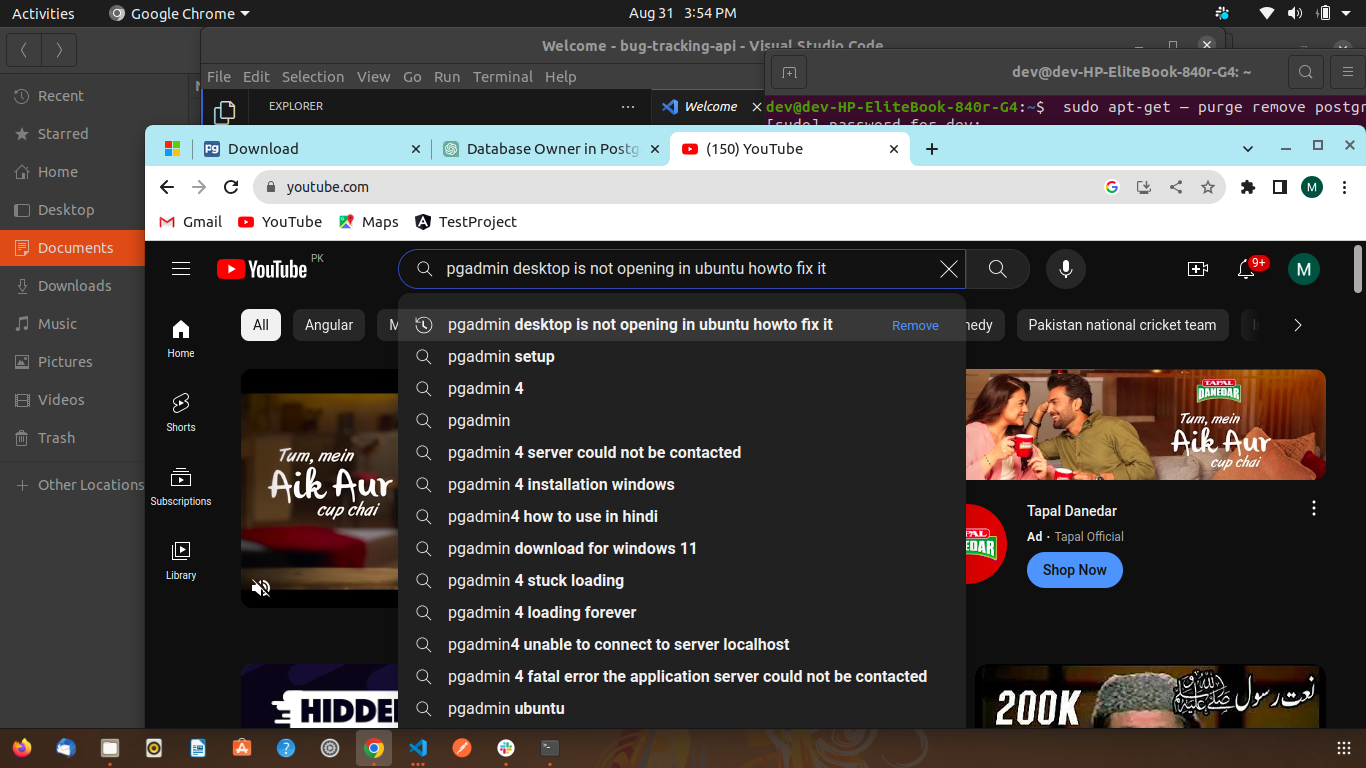 Activities
Google Chrome
Aug 31 3:54 PM
Welcome - bug-tracking-api - Visual Studio Code
File Edit Selection View Go Run Terminal Help
dev@dev-HP-EliteBook-840r-G4: ~
Recent
Starred
Home
Desktop
Documents
Downloads
Music
Pictures
Videos
Trash
Other Locations
EXPLORER
Welcome
dev@dev-HP-EliteBook-840r-G4:~$ sudo apt-get — purge remove postgr
[sudo] password for dev:
Download
Database Owner in Postg
(150) YouTube
youtube.com
Gmail
YouTube
Maps
TestProject
YouTube PK
pgadmin desktop is not opening in ubuntu howto fix it
9+
M
Home
Shorts
Subscriptions
Library
All
Angular
M
nedy
Pakistan national cricket team
pgadmin desktop is not opening in ubuntu howto fix it
Remove
pgadmin setup
pgadmin 4
pgadmin
pgadmin 4 server could not be contacted
pgadmin 4 installation windows
pgadmin4 how to use in hindi
pgadmin download for windows 11
pgadmin 4 stuck loading
pgadmin 4 loading forever
pgadmin4 unable to connect to server localhost
pgadmin 4 fatal error the application server could not be contacted
pgadmin ubuntu
Tum, mein
Aik Aur
cup chai
TAPAL
DANEDAR
Tum, mein
Aik Aur
cup chai
Tapal Danedar
Ad · Tapal Official
Shop Now
HIDDE
200K
نعت رسول ﷺ